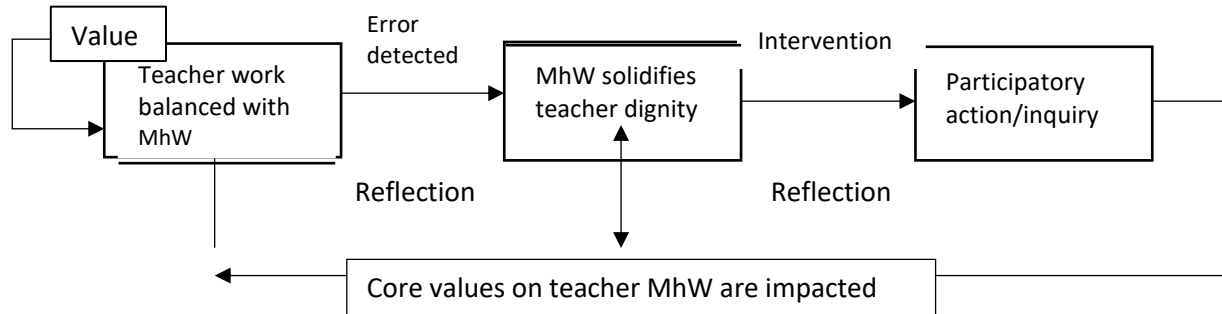 Value
Teacher work
balanced with
MhW
Error
detected
MhW solidifies
teacher dignity
Intervention
Participatory
action/inquiry
Reflection
Reflection
Core values on teacher MhW are impacted